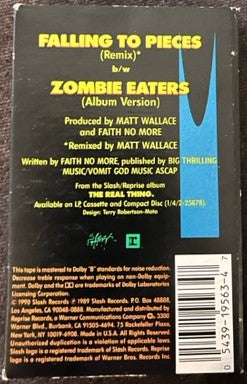 FALLING TO PIECES
(Remix)*
b/w
ZOMBIE EATERS
(Album Version)
Produced by MATT WALLACE
and FAITH NO MORE
*Remixed by MATT WALLACE
Written by FAITH NO MORE, published by BIG THRILLING
MUSIC/VOMIT GOD MUSIC ASCAP
From the Slash/Reprise album
THE REAL THING.
Available on LP, Cassette and Compact Disc (1/4/2-25878).
Design: Terry Robertson-Mota
Slash
R
This tape is mastered to Dolby "B" standards for noise reduction.
Decrease treble response when playing on non-Dolby equip-
ment. Dolby and the DD are trademarks of Dolby Laboratories
Licensing Corporation.
© 1990 Slash Records ℗ 1989 Slash Records. P.O. Box 48888,
Los Angeles, CA 90048-0888. Manufactured and distributed by
Reprise Records, a Warner Communications Company Ⓞ 3300
Warner Blvd., Burbank, CA 91505-4694. 75 Rockefeller Plaza,
New York, N.Y. 10019-6908. Made in U.S.A. All Rights Reserved.
Unauthorized duplication is a violation of applicable laws.
Slash logo is a registered trademark of Slash Records. Reprise
logo is a registered trademark of Warner Bros. Records Inc.
0 5439-19563-4 7